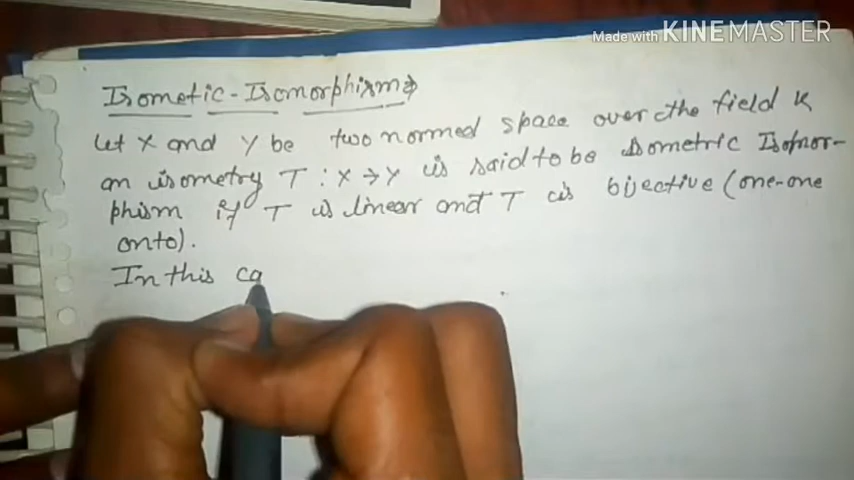 Made with KINEMASTER
Isometic-Isomorphism
Let X and Y be two normed space over the field K
an isometry T : X → Y is said to be Isometric Isomor-
phism if T is linear and T is bijective (one-one
onto).
In this ca